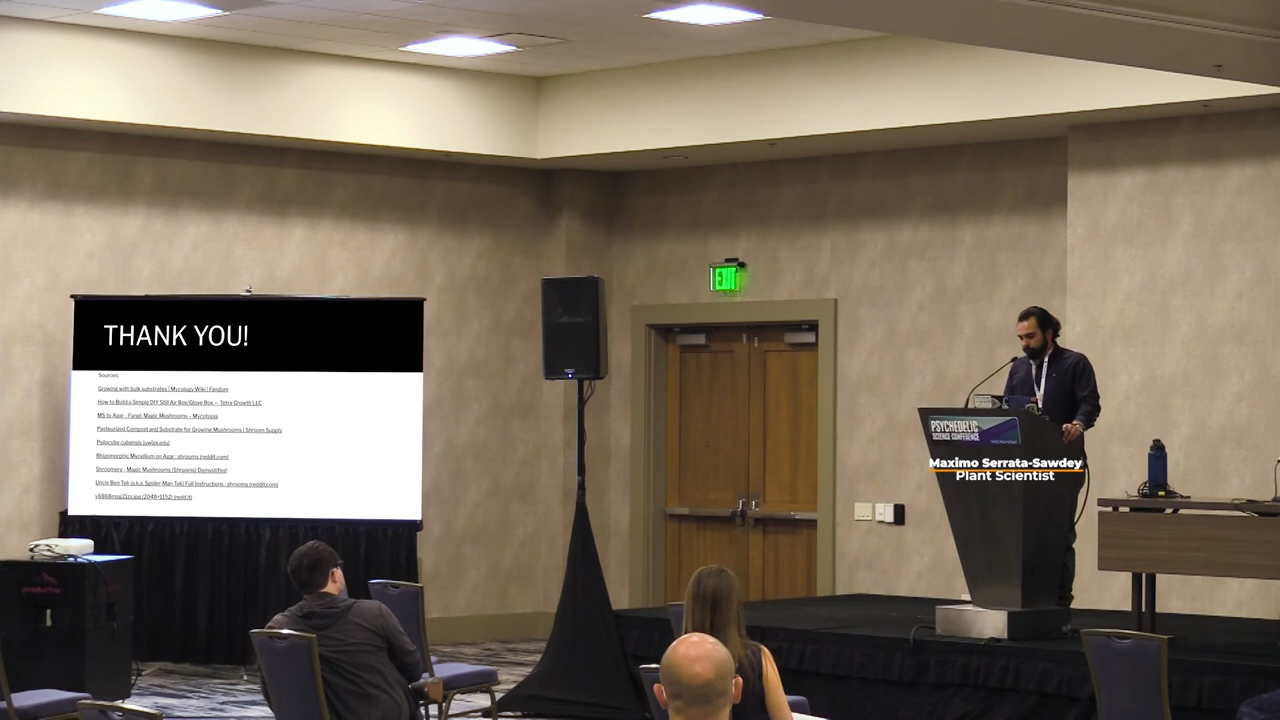 EXIT
THANK YOU!
Sources:
Growing with bulk substrates | Mycology Wiki | Fandom
How to Build a Simple DIY Still Air Box/Glove Box — Tetra Growth LLC
MS to Agar - Fungi: Magic Mushrooms - Mycotopia
Pasteurized Compost and Substrate for Growing Mushrooms | Shroom Supply
Psilocybe cubensis (uwlax.edu)
Rhizomorphic Mycelium on Agar : shrooms (reddit.com)
Shroomery - Magic Mushrooms (Shrooms) Demystified
Uncle Ben Tek (a.k.a. Spider-Man Tek) Full Instructions : shrooms (reddit.com)
PSYCHEDELIC
SCIENCE CONFERENCE
Maximo Serrata-Sawdey
Plant Scientist